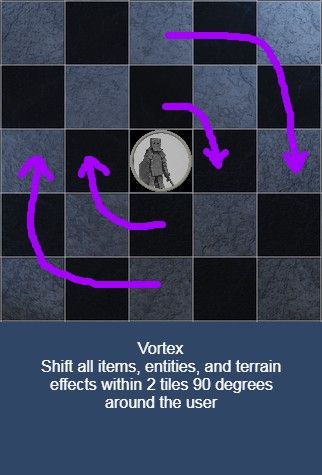 Vortex
Shift all items, entities, and terrain
effects within 2 tiles 90 degrees
around the user